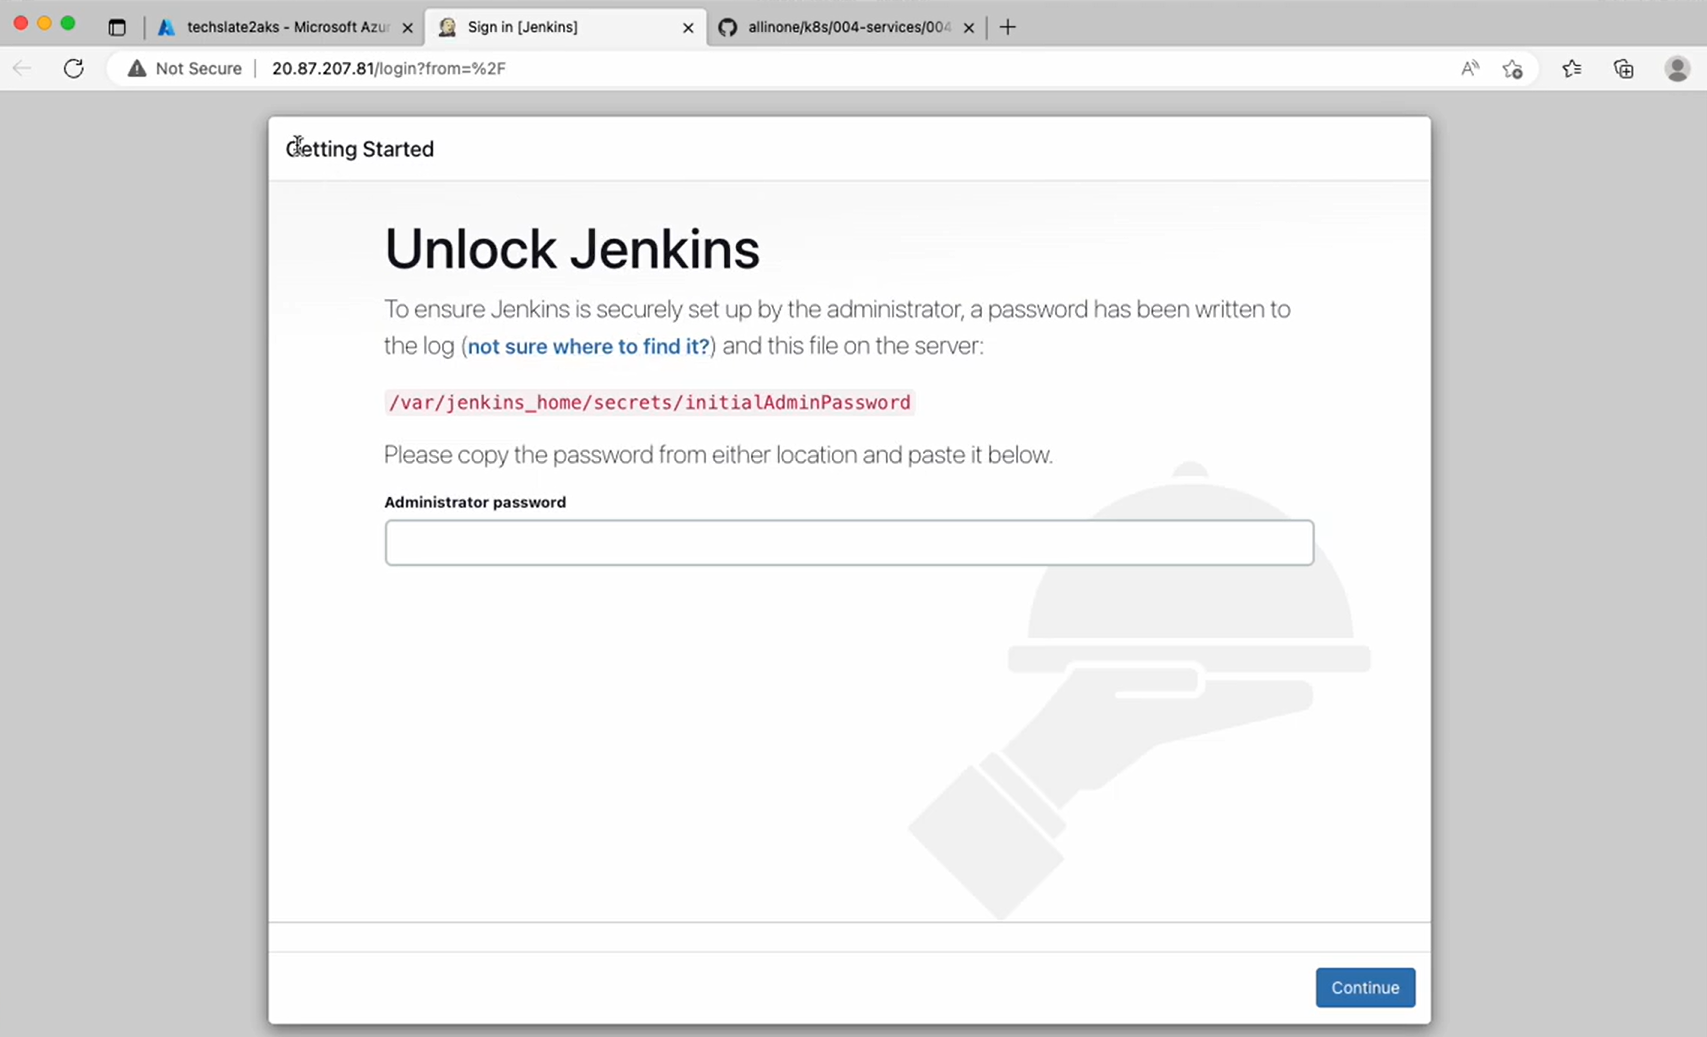 techslate2aks - Microsoft Azur
Sign in [Jenkins]
allinone/k8s/004-services/004
Not Secure
20.87.207.81/login?from=%2F
Getting Started
Unlock Jenkins
To ensure Jenkins is securely set up by the administrator, a password has been written to
the log (not sure where to find it?) and this file on the server:
/var/jenkins_home/secrets/initialAdminPassword
Please copy the password from either location and paste it below.
Administrator password
Continue